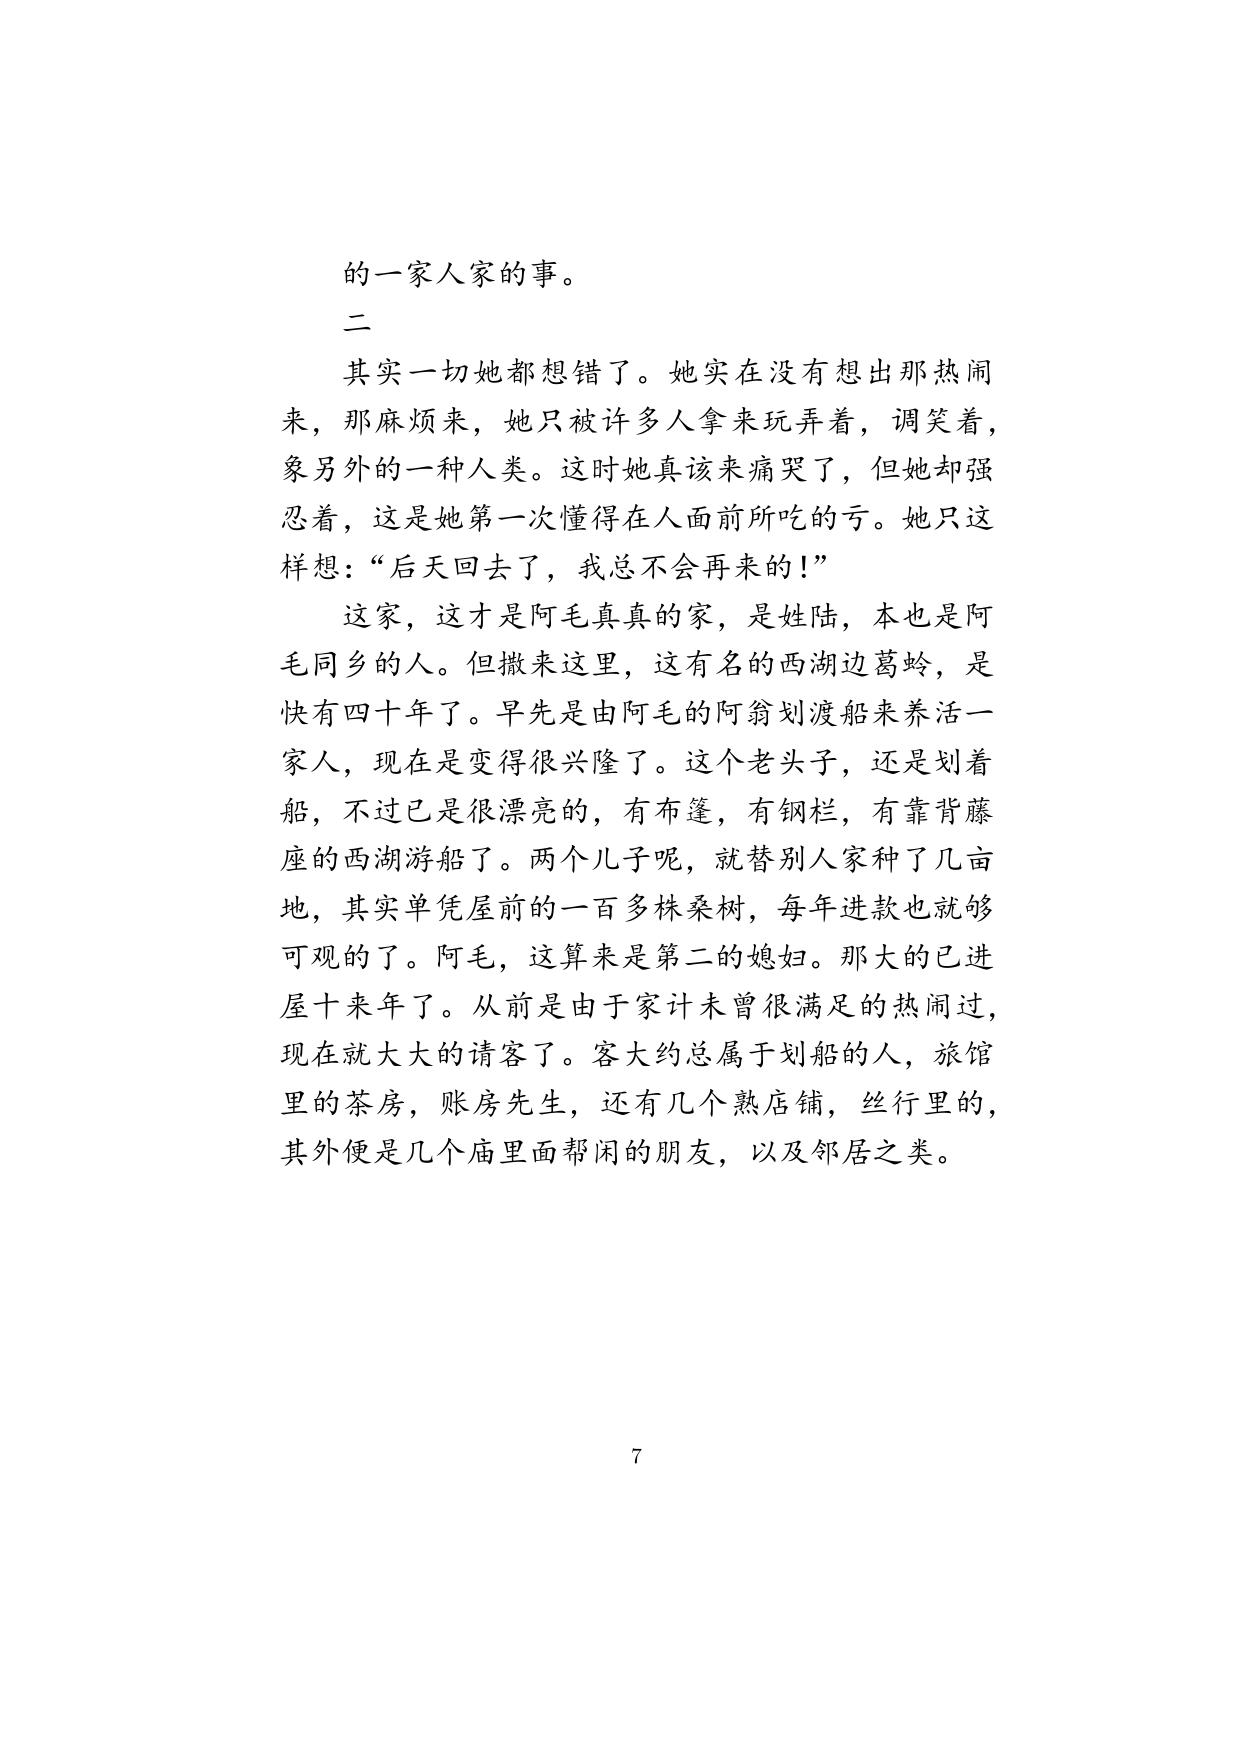 的一家人家的事。
二
其实一切她都想错了。她实在没有想出那热闹
来，那麻烦来，她只被许多人拿来玩弄着，调笑着，
象另外的一种人类。这时她真该来痛哭了，但她却强
忍着，这是她第一次懂得在人面前所吃的亏。她只这
样想：“后天回去了，我总不会再来的！”
这家，这才是阿毛真真的家，是姓陆，本也是阿
毛同乡的人。但撤来这里，这有名的西湖边葛蛉，是
快有四十年了。早先是由阿毛的阿翁划渡船来养活一
家人，现在是变得很兴隆了。这个老头子，还是划着
船，不过已是很漂亮的，有布篷，有钢栏，有靠背藤
座的西湖游船了。两个儿子呢，就替别人家种了几亩
地，其实单凭屋前的一百多株桑树，每年进款也就够
可观的了。阿毛，这算来是第二的媳妇。那大的已进
屋十来年了。从前是由于家计未曾很满足的热闹过，
现在就大大的请客了。客大约总属于划船的人，旅馆
里的茶房，账房先生，还有几个熟店铺，丝行里的，
其外便是几个庙里面帮闲的朋友，以及邻居之类。
7